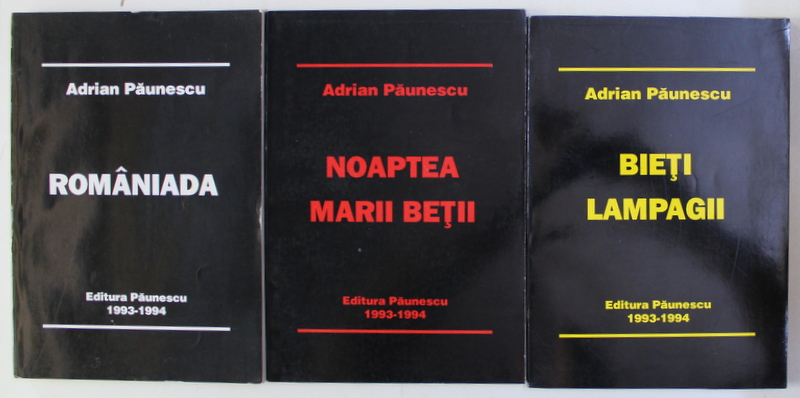 Adrian Păunescu
ROMÂNIADA
Editura Păunescu
1993-1994
Adrian Păunescu
NOAPTEA
MARII BEŢII
Editura Păunescu
1993-1994
Adrian Păunescu
BIEŢI
LAMPAGII
Editura Păunescu
1993-1994